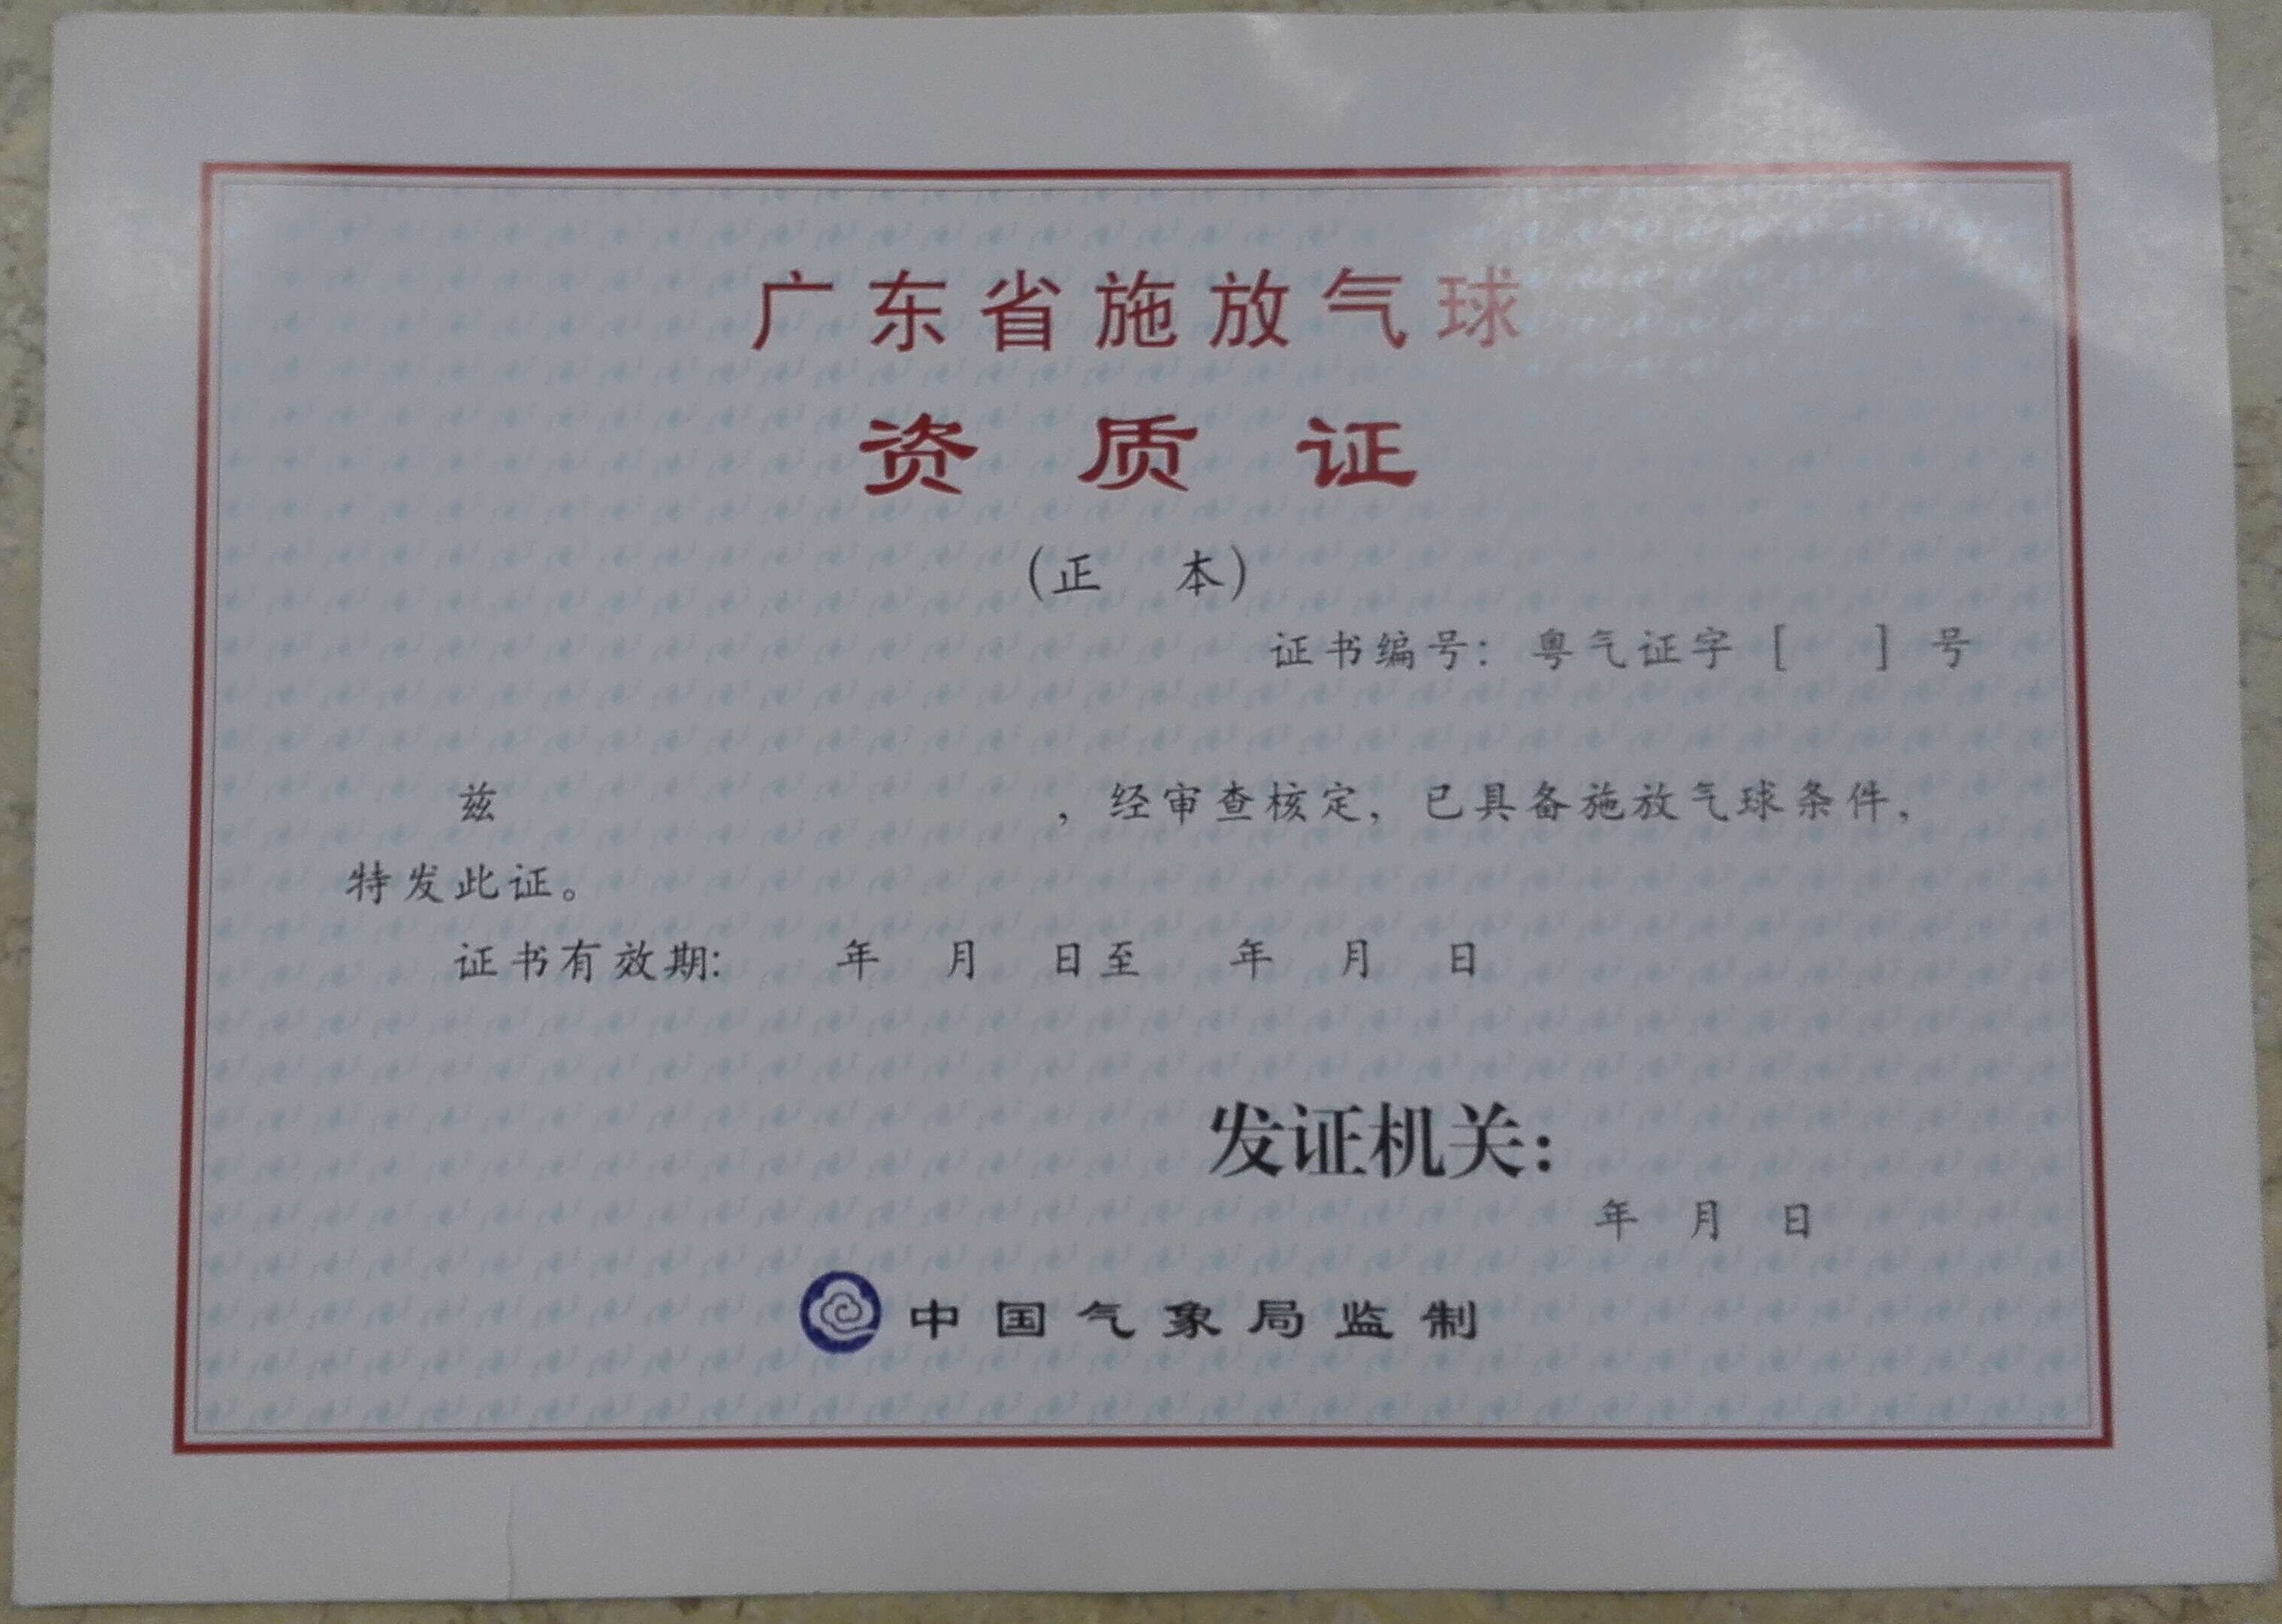 广东省施放气球
资质证
(正 本)
证书编号: 粤气证字 [ ] 号
兹 , 经审查核定, 已具备施放气球条件,
特发此证。
证书有效期: 年 月 日至 年 月 日
发证机关:
年 月 日
中国气象局监制